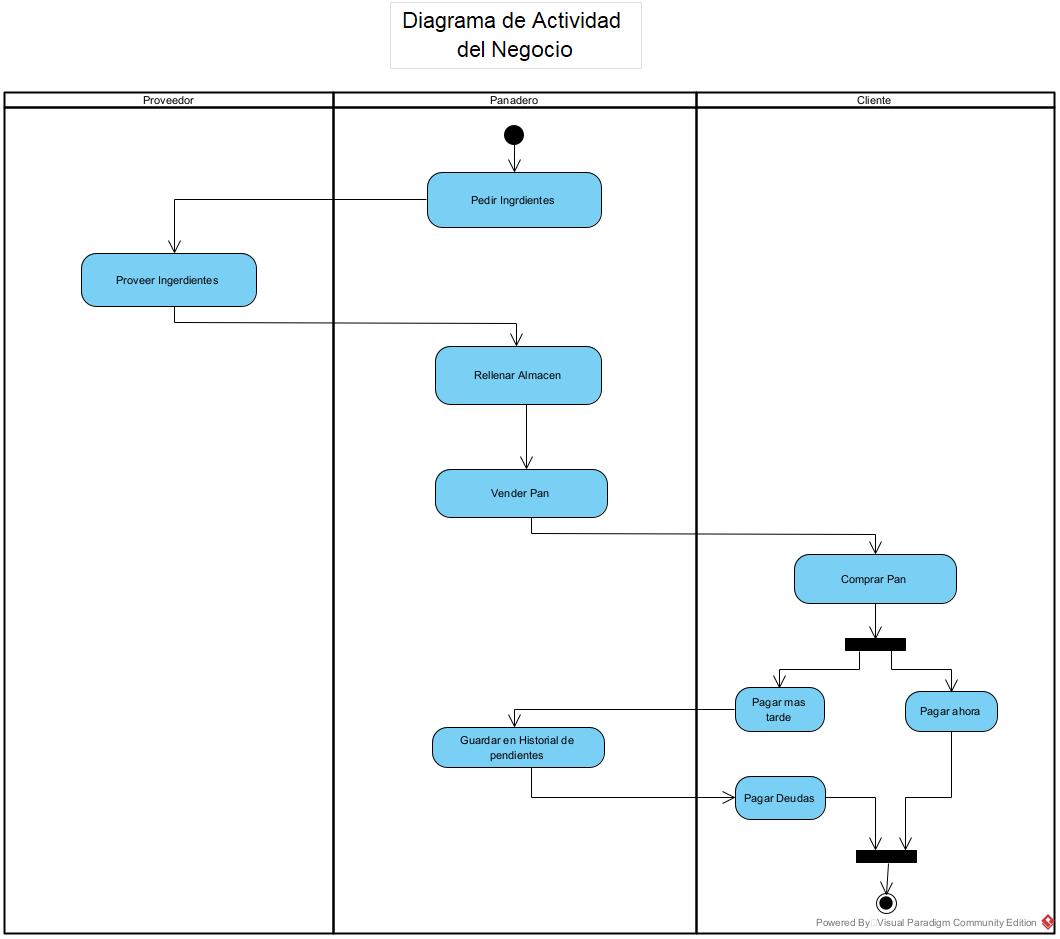 Diagrama de Actividad
del Negocio
Proveedor
Panadero
Cliente
Pedir Ingrdientes
Proveer Ingerdientes
Rellenar Almacen
Vender Pan
Comprar Pan
Pagar mas
tarde
Pagar ahora
Guardar en Historial de
pendientes
Pagar Deudas
Powered By Visual Paradigm Community Edition